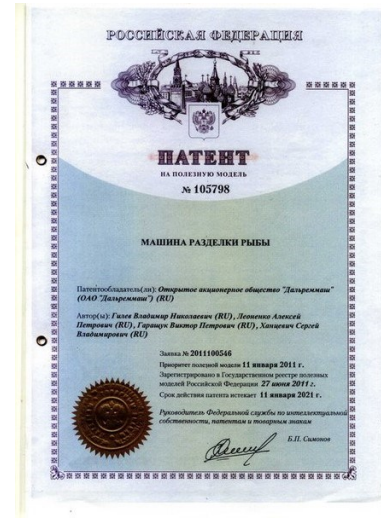 РОССИЙСКАЯ ФЕДЕРАЦИЯ
ПАТЕНТ
НА ПОЛЕЗНУЮ МОДЕЛЬ
№ 105798
МАШИНА РАЗДЕЛКИ РЫБЫ
Патентообладатель(ли): Открытое акционерное общество "Дальреммаш"
(ОАО "Дальреммаш") (RU)
Автор(ы): Гилев Владимир Николаевич (RU), Леоненко Алексей
Петрович (RU), Гаращук Виктор Петрович (RU), Ханцевич Сергей
Владимирович (RU)
Заявка № 2011100546
Приоритет полезной модели 11 января 2011 г.
Зарегистрировано в Государственном реестре полезных
моделей Российской Федерации 27 июня 2011 г.
Срок действия патента истекает 11 января 2021 г.
Руководитель Федеральной службы по интеллектуальной
собственности, патентам и товарным знакам
Б.П. Симонов